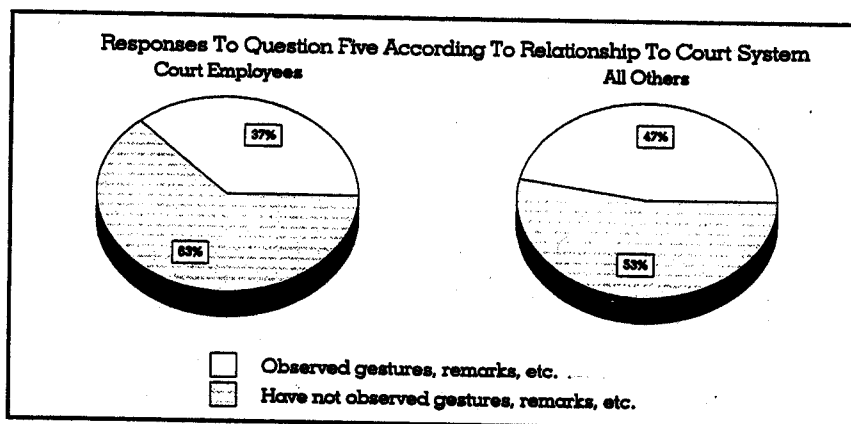 Responses To Question Five According To Relationship To Court System
Court Employees
All Others
37%
47%
63%
53%
Observed gestures, remarks, etc.
Have not observed gestures, remarks, etc.